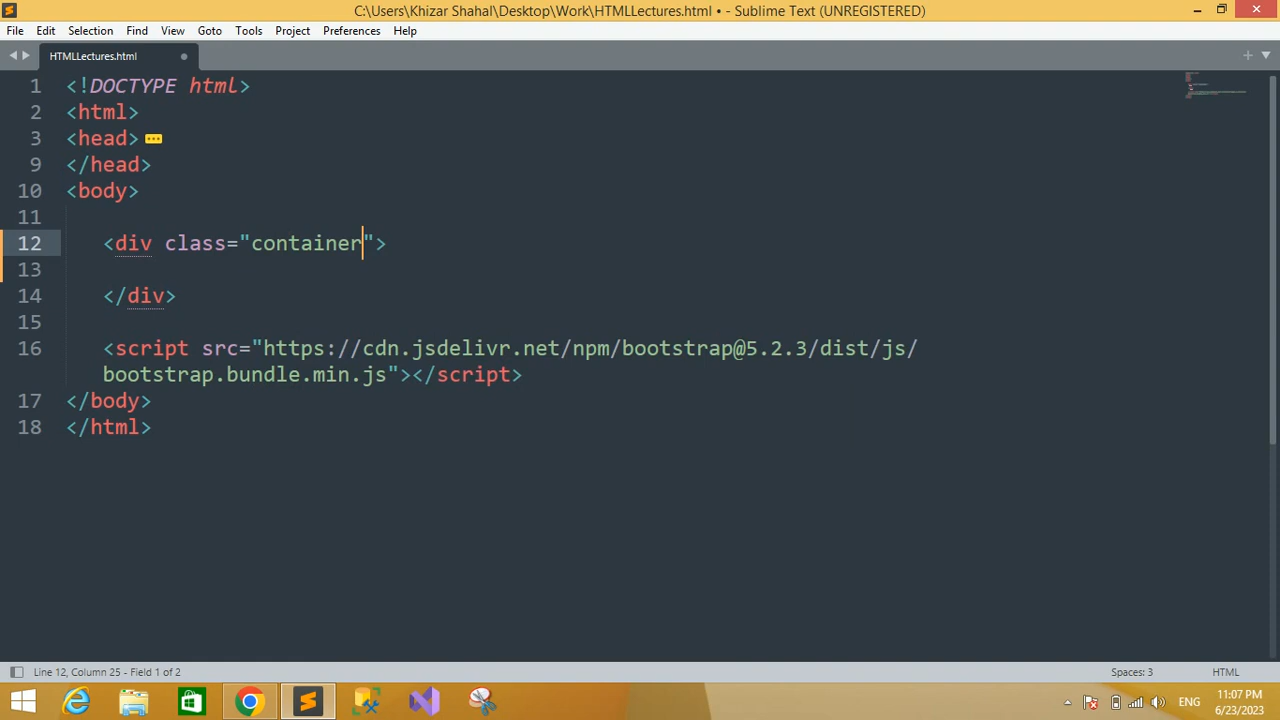 C:\Users\Khizar Shahal\Desktop\Work\HTMLLectures.html • - Sublime Text (UNREGISTERED)
File Edit Selection Find View Goto Tools Project Preferences Help
HTMLLectures.html
1 <!DOCTYPE html>
2 <html>
3 <head>
9 </head>
10 <body>
11
12 <div class="container">
13
14 </div>
15
16 <script src="https://cdn.jsdelivr.net/npm/bootstrap@5.2.3/dist/js/
bootstrap.bundle.min.js"></script>
17 </body>
18 </html>
Line 12, Column 25 - Field 1 of 2 Spaces: 3 HTML
ENG 11:07 PM
6/23/2023